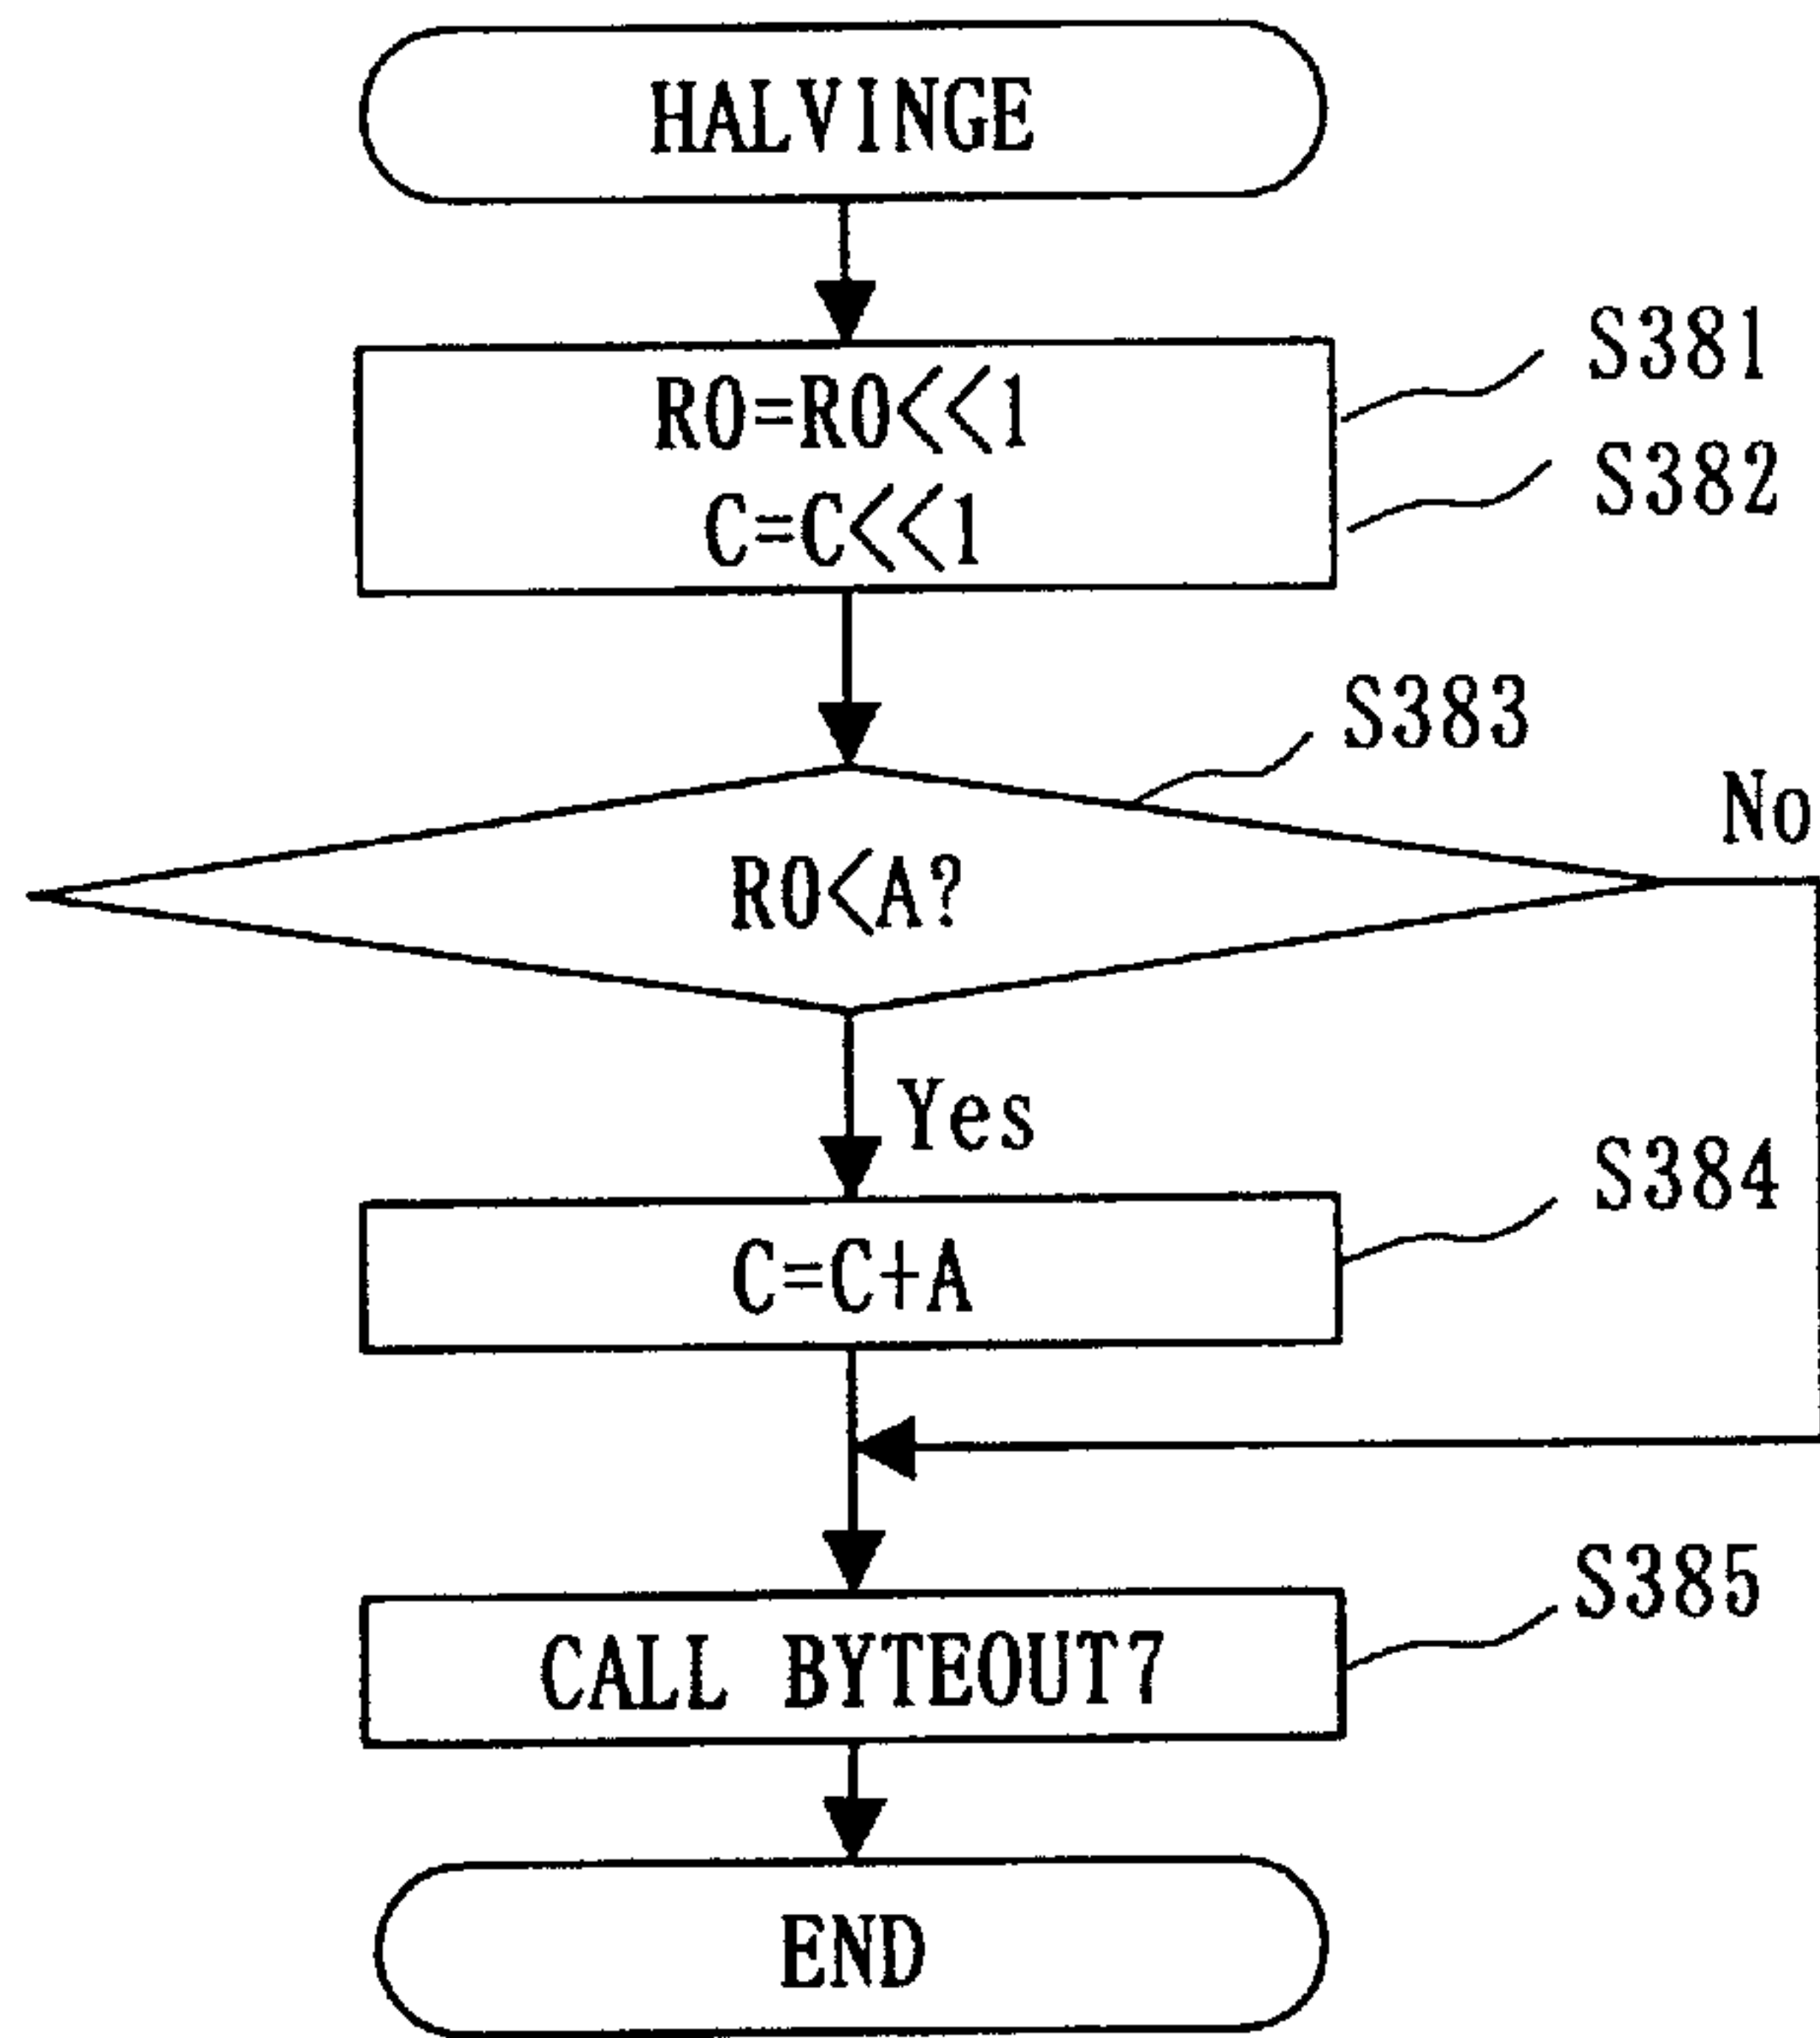 HALVINGE
R0=R0<<1
S381
C=C<<1
S382
S383
No
R0<A?
Yes
S384
C=C+A
S385
CALL BYTEOUT7
END